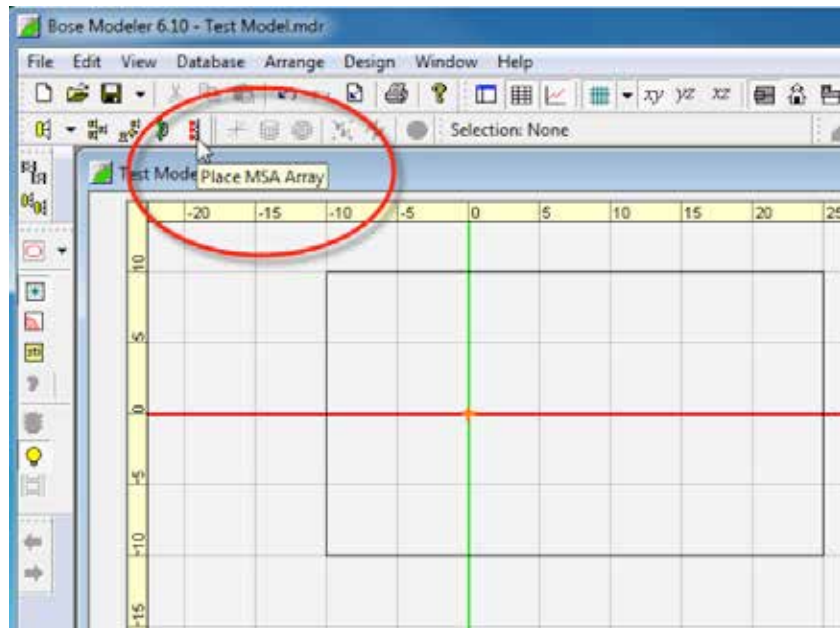 Bose Modeler 6.10 - Test Model.mdr
File Edit View Database Arrange Design Window Help
xy yz xz
Selection: None
Place MSA Array
-20 -15 -10 -5 0 5 10 15 20 25
10
5
0
-5
-10
-15
sti